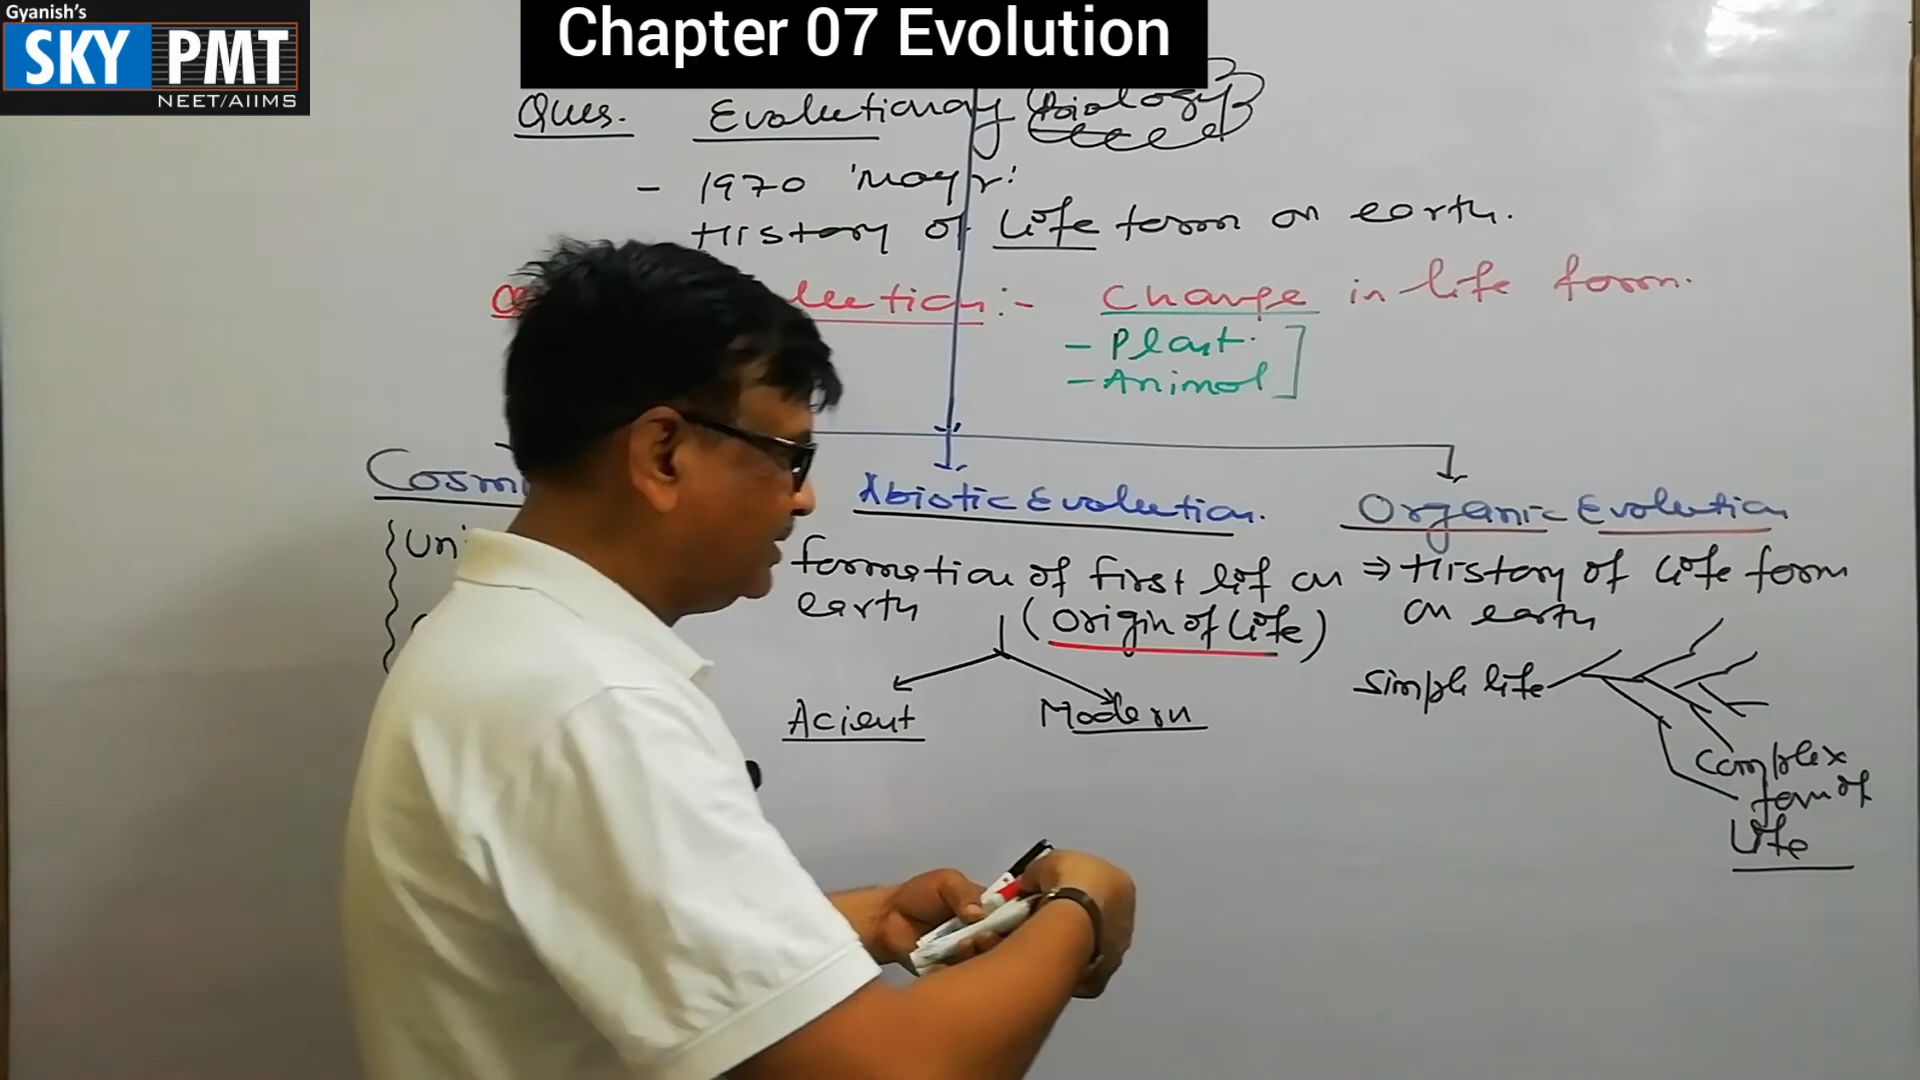 Gyanish's
SKY PMT
NEET/AIIMS
Chapter 07 Evolution
Ques. Evolutionary Biology
- 1970 'Mayr'
History of life form on earth.
:- Change in life form.
- Plant
- Animal
Abiotic Evolution.
formation of first lif on
earth
(Origin of life)
Acient
Modern
Organic Evolution
⇒ History of life form
on earth
Simple life
Complex
form of
life